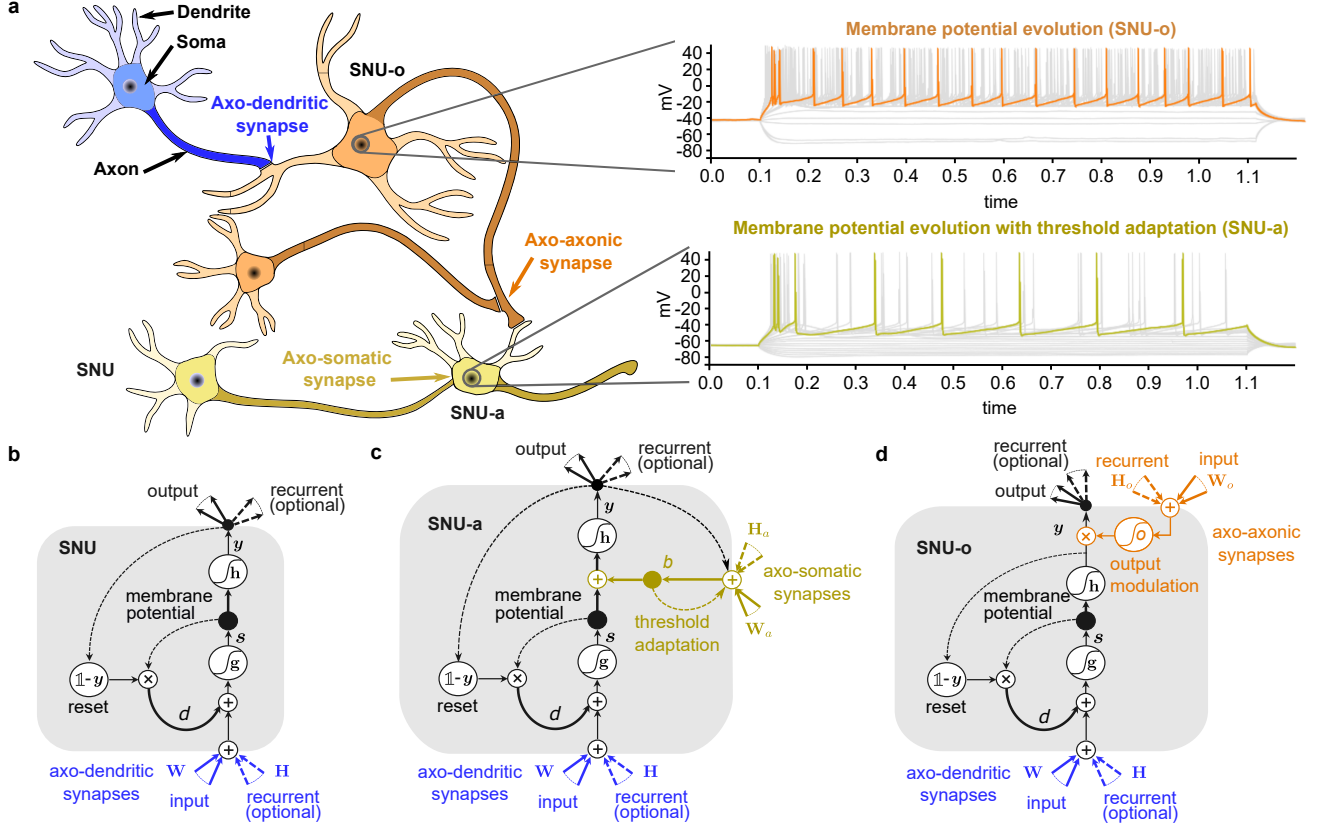 a
Dendrite
Soma
Axo-dendritic
synapse
Axon
SNU-o
Axo-axonic
synapse
Axo-somatic
synapse
SNU
SNU-a
Membrane potential evolution (SNU-o)
mV
40
20
0
-20
-40
-60
-80
0.0 0.1 0.2 0.3 0.4 0.5 0.6 0.7 0.8 0.9 1.0 1.1
time
Membrane potential evolution with threshold adaptation (SNU-a)
mV
40
20
0
-20
-40
-60
-80
0.0 0.1 0.2 0.3 0.4 0.5 0.6 0.7 0.8 0.9 1.0 1.1
time
b
output
recurrent
(optional)
SNU
y
h
membrane
potential
s
g
𝟙-y
×
reset
d
+
+
axo-dendritic
synapses
W
H
input
recurrent
(optional)
c
output
recurrent
(optional)
SNU-a
y
h
H_a
b
+
+
axo-somatic
synapses
W_a
threshold
adaptation
membrane
potential
s
g
𝟙-y
×
reset
d
+
+
axo-dendritic
synapses
W
H
input
recurrent
(optional)
d
recurrent
(optional)
output
recurrent
H_o
input
W_o
+
SNU-o
y
×
o
axo-axonic
synapses
output
modulation
h
membrane
potential
s
g
𝟙-y
×
reset
d
+
+
axo-dendritic
synapses
W
H
input
recurrent
(optional)